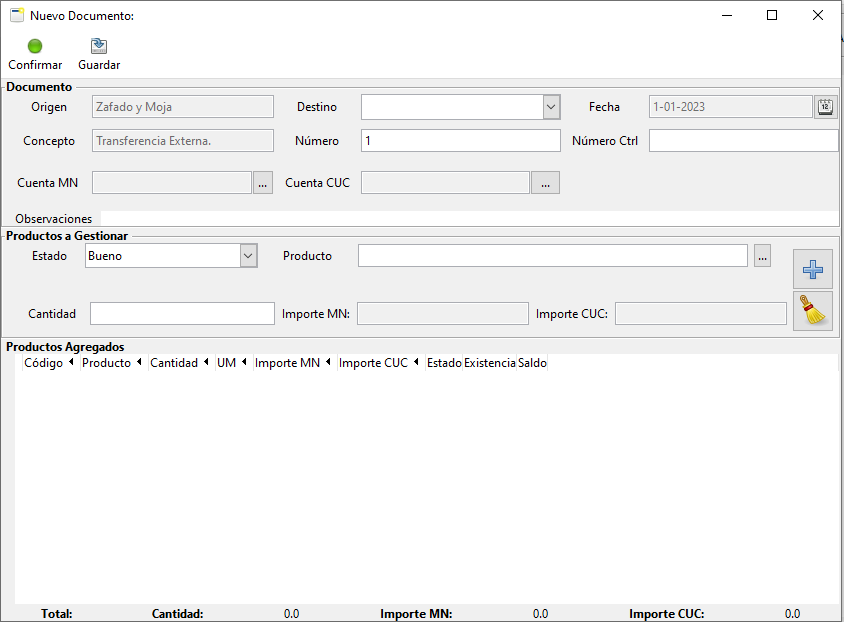 Nuevo Documento:
Confirmar Guardar
Documento
Origen Zafado y Moja Destino Fecha 1-01-2023 12
Concepto Transferencia Externa. Número 1 Número Ctrl
Cuenta MN ... Cuenta CUC ...
Observaciones
Productos a Gestionar
Estado Bueno Producto ...
Cantidad Importe MN: Importe CUC:
Productos Agregados
Código Producto Cantidad UM Importe MN Importe CUC Estado Existencia Saldo
Total: Cantidad: 0.0 Importe MN: 0.0 Importe CUC: 0.0